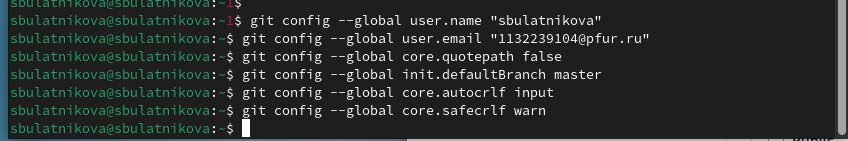 sbulatnikova@sbulatnikova:~1$
sbulatnikova@sbulatnikova:~1$ git config --global user.name "sbulatnikova"
sbulatnikova@sbulatnikova:~$ git config --global user.email "1132239104@pfur.ru"
sbulatnikova@sbulatnikova:~$ git config --global core.quotepath false
sbulatnikova@sbulatnikova:~$ git config --global init.defaultBranch master
sbulatnikova@sbulatnikova:~$ git config --global core.autocrlf input
sbulatnikova@sbulatnikova:~$ git config --global core.safecrlf warn
sbulatnikova@sbulatnikova:~$